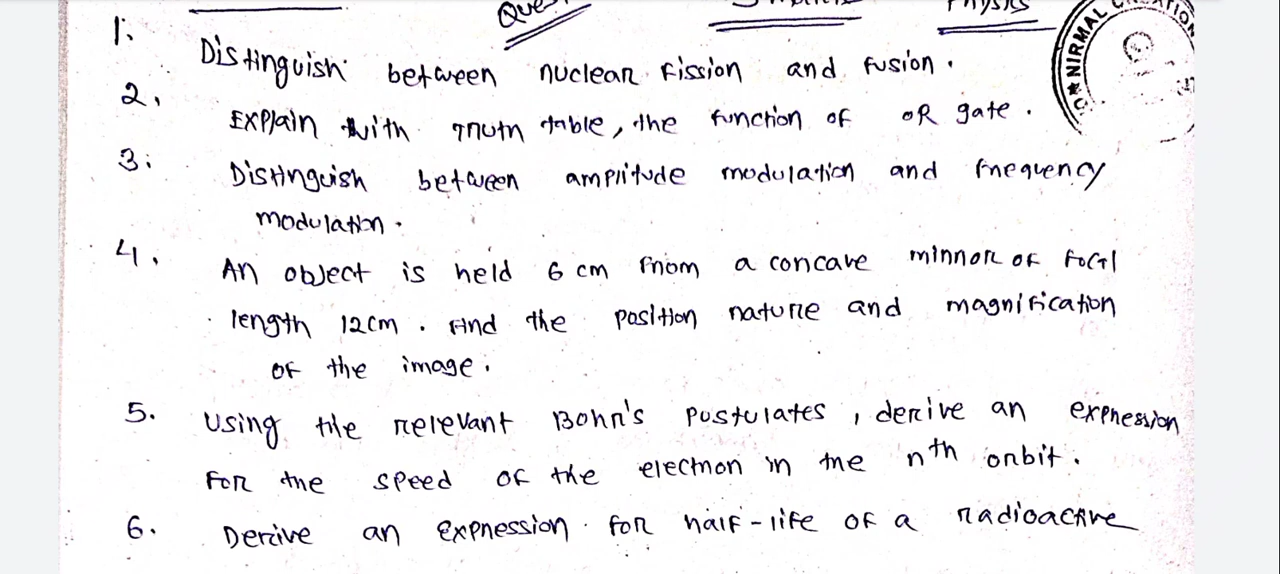 Physics
NIRMAL
1. Distinguish between nuclear fission and fusion.
2. Explain with truth table, the function of OR gate.
3. Distinguish between amplitude modulation and frequency
modulation.
4. An object is held 6 cm from a concave mirror of focal
length 12cm. find the position nature and magnification
of the image.
5. Using the relevant Bohr's postulates, derive an expression
for the speed of the electron in the nth orbit.
6. Derive an expression for half-life of a radioactive